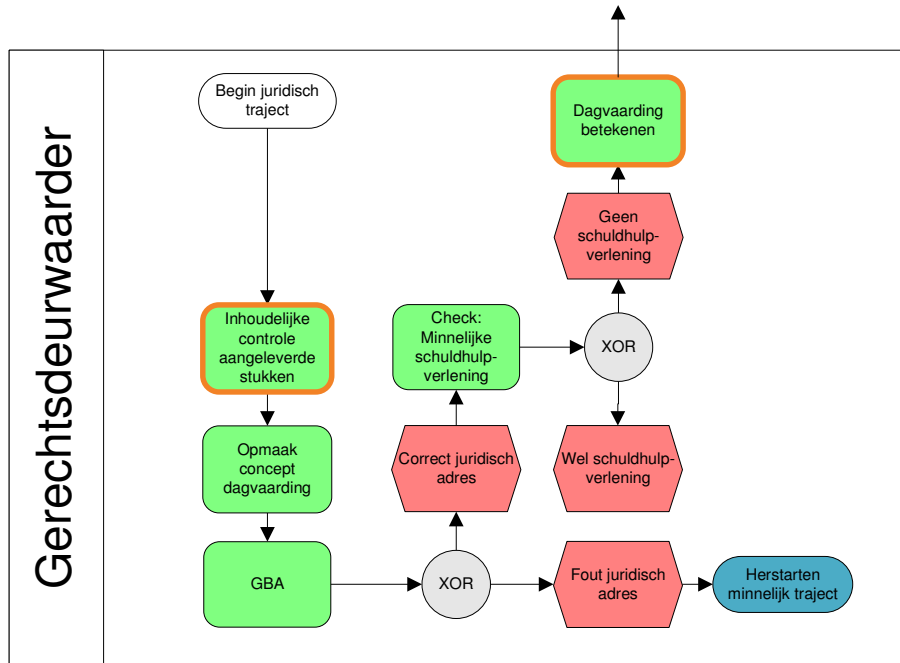 Gerechtsdeurwaarder
Begin juridisch
traject
Inhoudelijke
controle
aangeleverde
stukken
Opmaak
concept
dagvaarding
GBA
XOR
Correct juridisch
adres
Check:
Minnelijke
schuldhulp-
verlening
XOR
Geen
schuldhulp-
verlening
Dagvaarding
betekenen
Wel schuldhulp-
verlening
Fout juridisch
adres
Herstarten
minnelijk traject